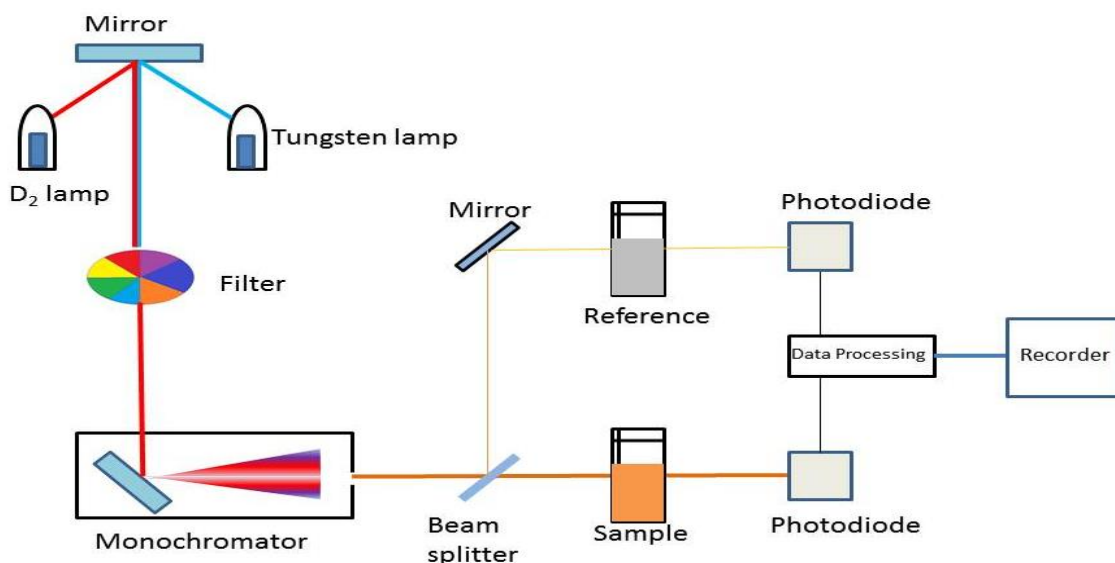 Mirror
Tungsten lamp
D₂ lamp
Filter
Monochromator
Mirror
Beam
splitter
Reference
Sample
Photodiode
Data Processing
Recorder
Photodiode